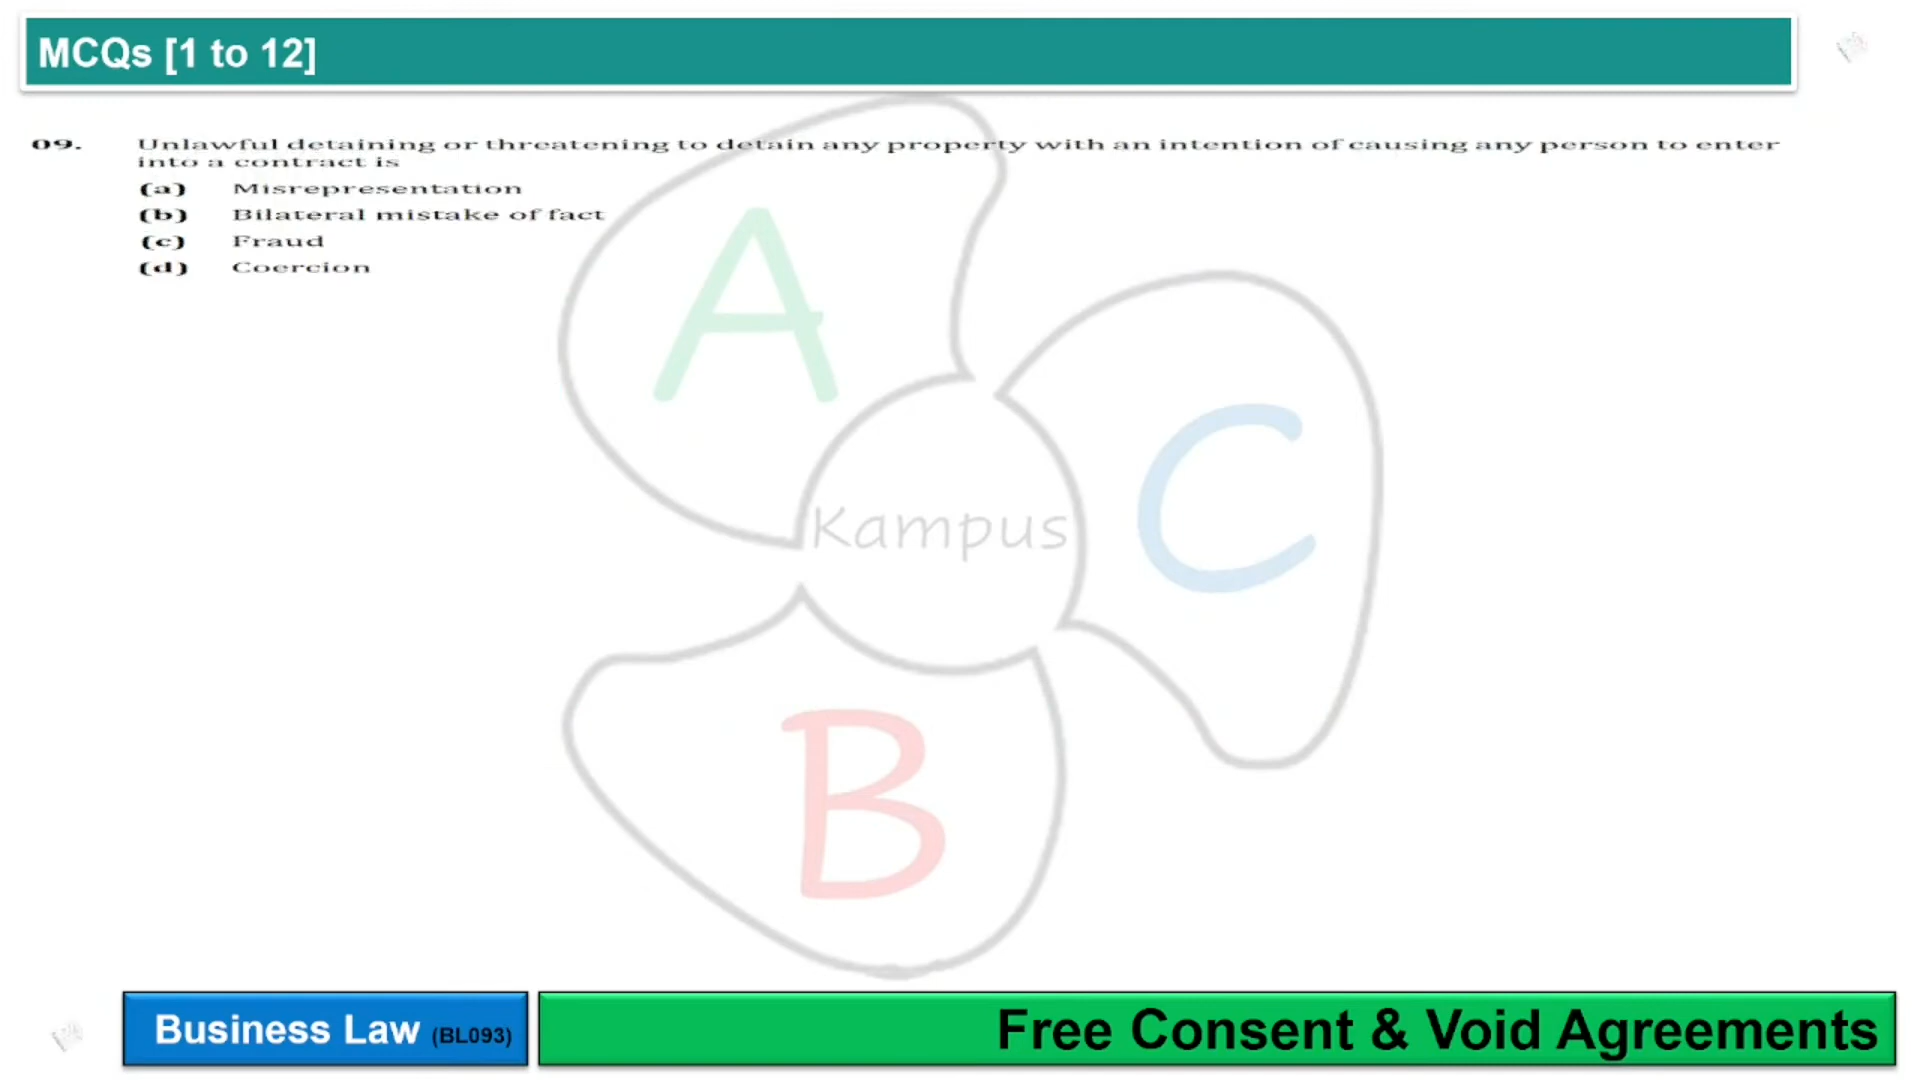 MCQs [1 to 12]
09. Unlawful detaining or threatening to detain any property with an intention of causing any person to enter
into a contract is
(a) Misrepresentation
(b) Bilateral mistake of fact
(c) Fraud
(d) Coercion
A
C
Kampus
B
Business Law (BL093)
Free Consent & Void Agreements